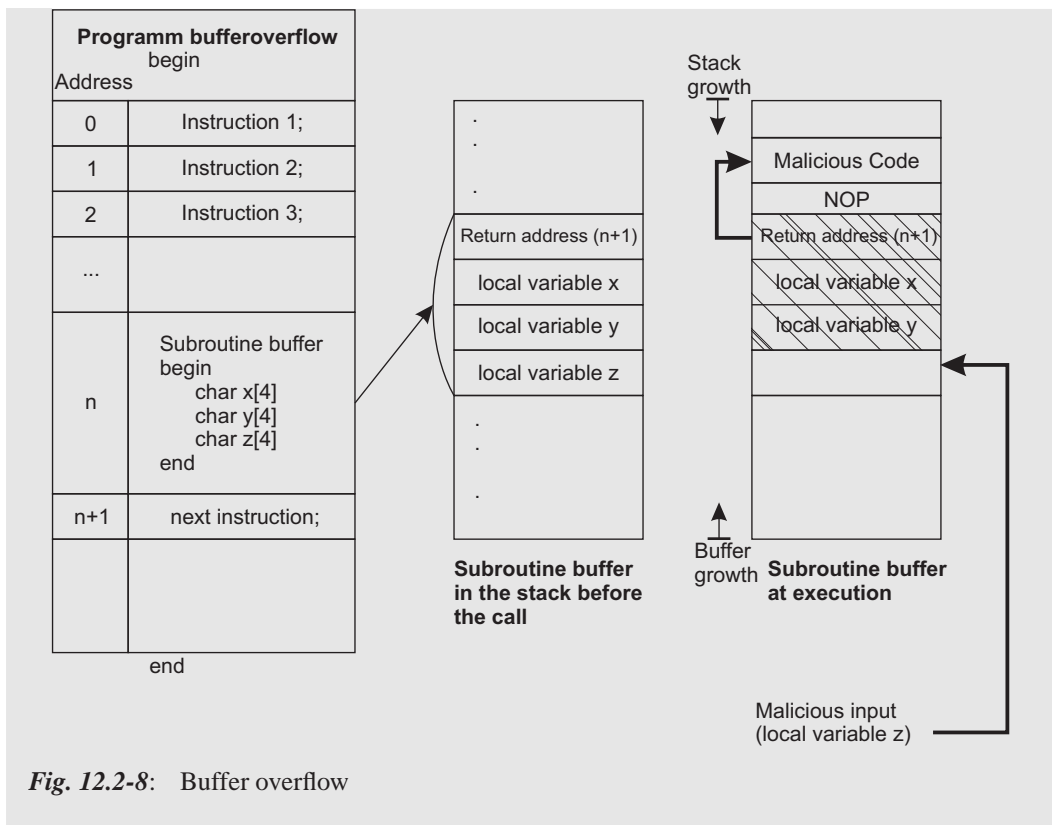 Programm bufferoverflow
begin
Address
0 Instruction 1;
1 Instruction 2;
2 Instruction 3;
...
n
Subroutine buffer
begin
char x[4]
char y[4]
char z[4]
end
n+1 next instruction;
end
.
.
.
Return address (n+1)
local variable x
local variable y
local variable z
.
.
.
Subroutine buffer
in the stack before
the call
Stack
growth
Malicious Code
NOP
Return address (n+1)
local variable x
local variable y
Buffer
growth
Subroutine buffer
at execution
Malicious input
(local variable z)
Fig. 12.2-8: Buffer overflow